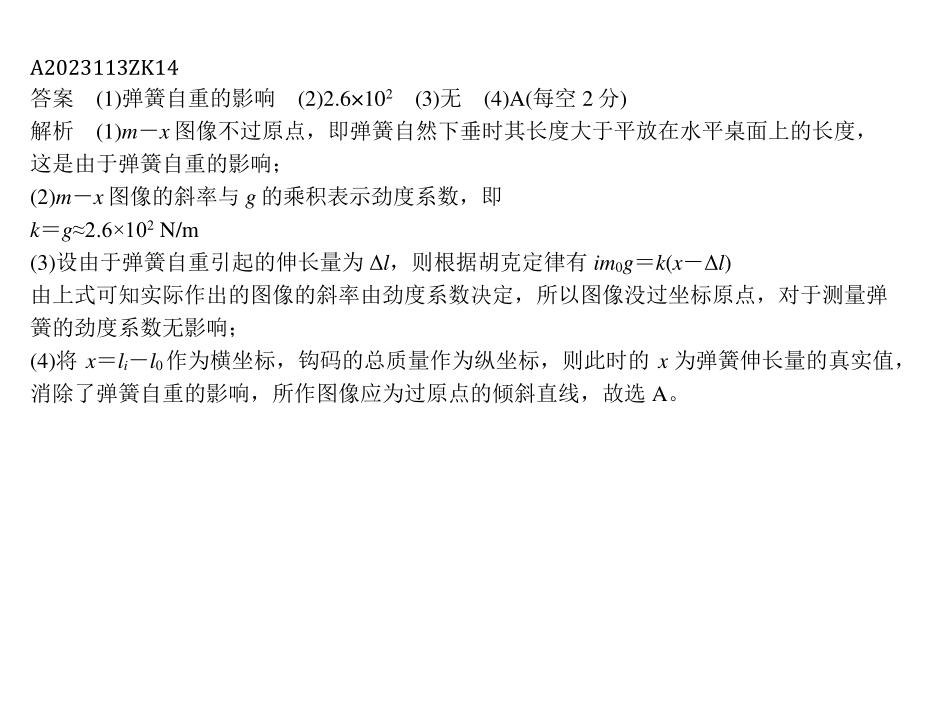 A2023113ZK14
答案 (1)弹簧自重的影响 (2)2.6×10² (3)无 (4)A(每空 2 分)
解析 (1)m－x 图像不过原点，即弹簧自然下垂时其长度大于平放在水平桌面上的长度，
这是由于弹簧自重的影响；
(2)m－x 图像的斜率与 g 的乘积表示劲度系数，即
k＝g≈2.6×10² N/m
(3)设由于弹簧自重引起的伸长量为 Δl，则根据胡克定律有 im₀g＝k(x－Δl)
由上式可知实际作出的图像的斜率由劲度系数决定，所以图像没过坐标原点，对于测量弹
簧的劲度系数无影响；
(4)将 x＝lᵢ－l₀作为横坐标，钩码的总质量作为纵坐标，则此时的 x 为弹簧伸长量的真实值，
消除了弹簧自重的影响，所作图像应为过原点的倾斜直线，故选 A。